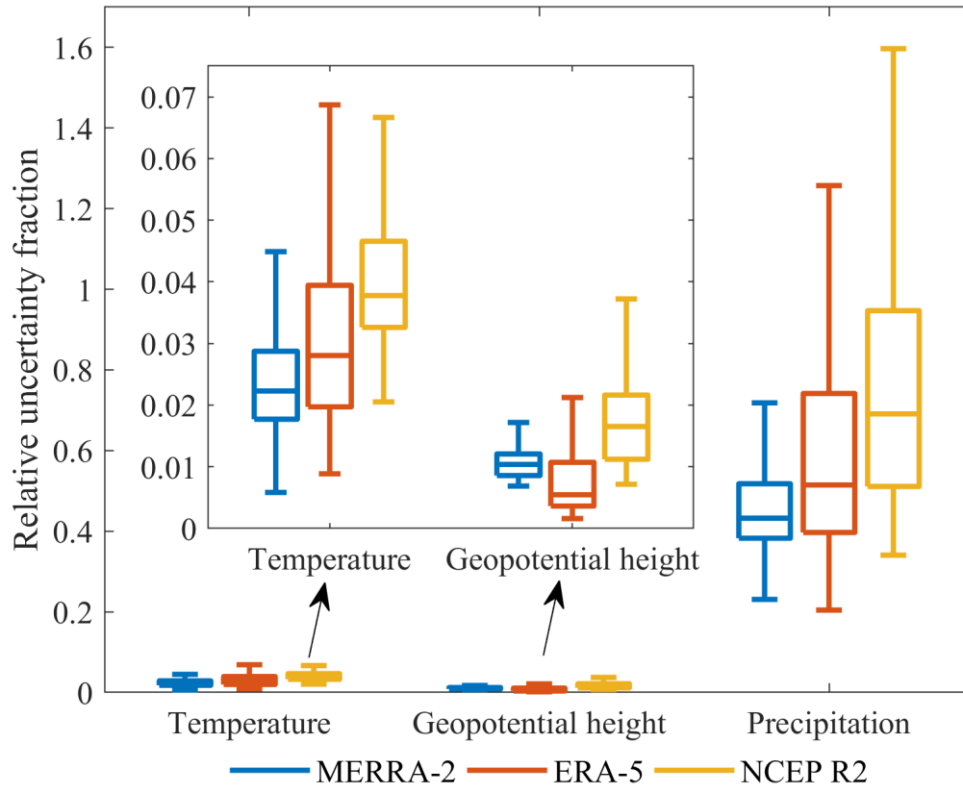 Relative uncertainty fraction
1.6
1.4
1.2
1
0.8
0.6
0.4
0.2
0
0.07
0.06
0.05
0.04
0.03
0.02
0.01
0
Temperature
Geopotential height
Temperature
Geopotential height
Precipitation
MERRA-2
ERA-5
NCEP R2